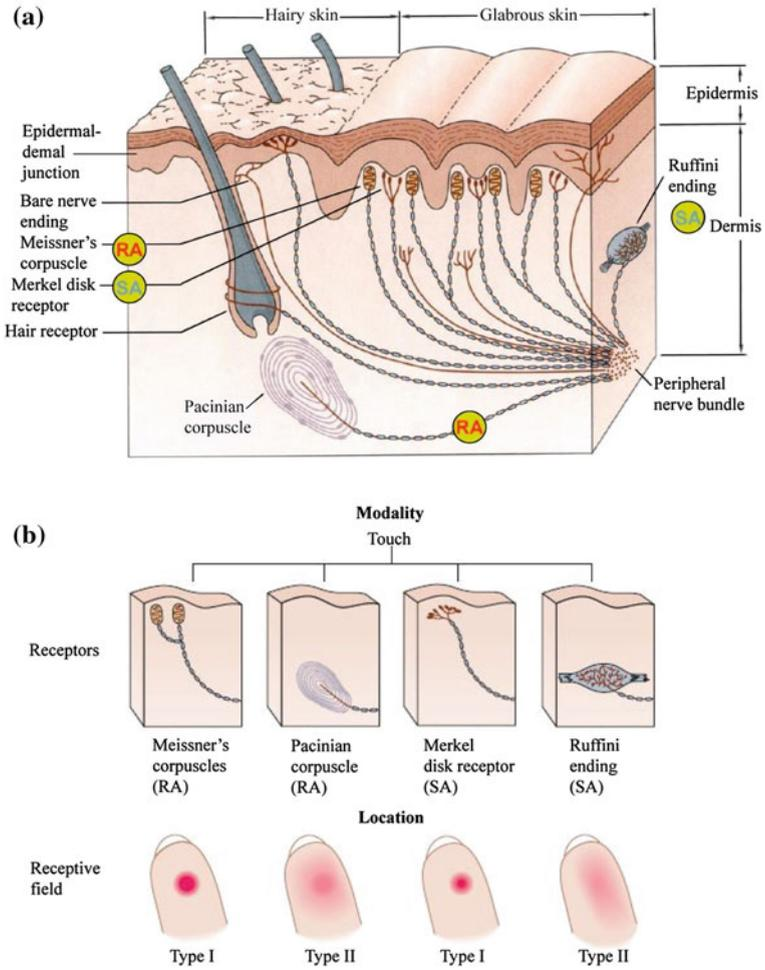 (a)
Hairy skin
Glabrous skin
Epidermis
Epidermal-
demal
junction
Ruffini
ending
SA
Dermis
Bare nerve
ending
Meissner's
corpuscle
RA
Merkel disk
receptor
SA
Hair receptor
Pacinian
corpuscle
RA
Peripheral
nerve bundle
(b)
Modality
Touch
Receptors
Meissner's
corpuscles
(RA)
Pacinian
corpuscle
(RA)
Merkel
disk receptor
(SA)
Ruffini
ending
(SA)
Location
Receptive
field
Type I
Type II
Type I
Type II